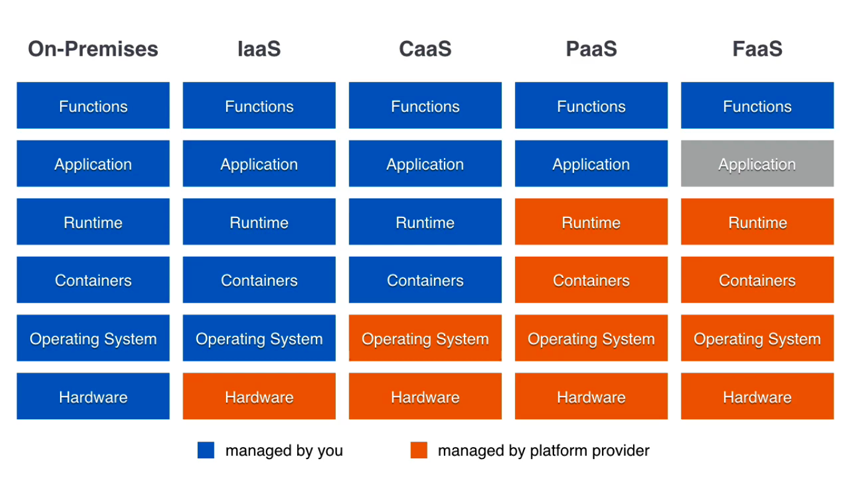 On-Premises IaaS CaaS PaaS FaaS
Functions Functions Functions Functions Functions
Application Application Application Application Application
Runtime Runtime Runtime Runtime Runtime
Containers Containers Containers Containers Containers
Operating System Operating System Operating System Operating System Operating System
Hardware Hardware Hardware Hardware Hardware
managed by you managed by platform provider